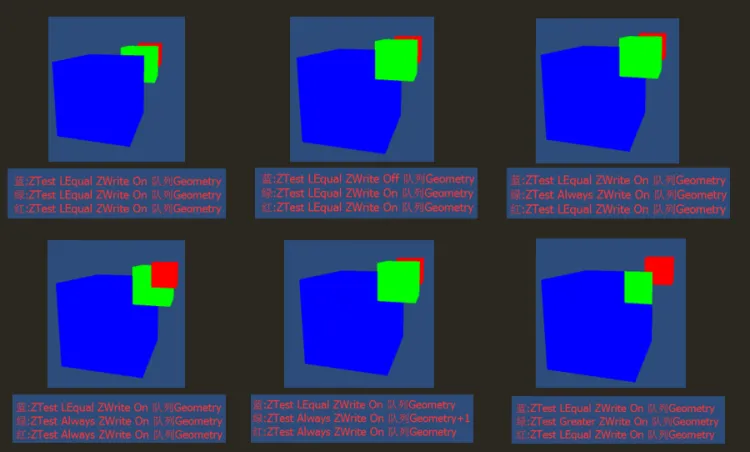 蓝:ZTest LEqual ZWrite On 队列Geometry
绿:ZTest LEqual ZWrite On 队列Geometry
红:ZTest LEqual ZWrite On 队列Geometry
蓝:ZTest LEqual ZWrite Off 队列Geometry
绿:ZTest LEqual ZWrite On 队列Geometry
红:ZTest LEqual ZWrite On 队列Geometry
蓝:ZTest LEqual ZWrite On 队列Geometry
绿:ZTest Always ZWrite On 队列Geometry
红:ZTest LEqual ZWrite On 队列Geometry
蓝:ZTest LEqual ZWrite On 队列Geometry
绿:ZTest Always ZWrite On 队列Geometry
红:ZTest Always ZWrite On 队列Geometry
蓝:ZTest LEqual ZWrite On 队列Geometry
绿:ZTest Always ZWrite On 队列Geometry+1
红:ZTest Always ZWrite On 队列Geometry
蓝:ZTest LEqual ZWrite On 队列Geometry
绿:ZTest Greater ZWrite On 队列Geometry
红:ZTest LEqual ZWrite On 队列Geometry